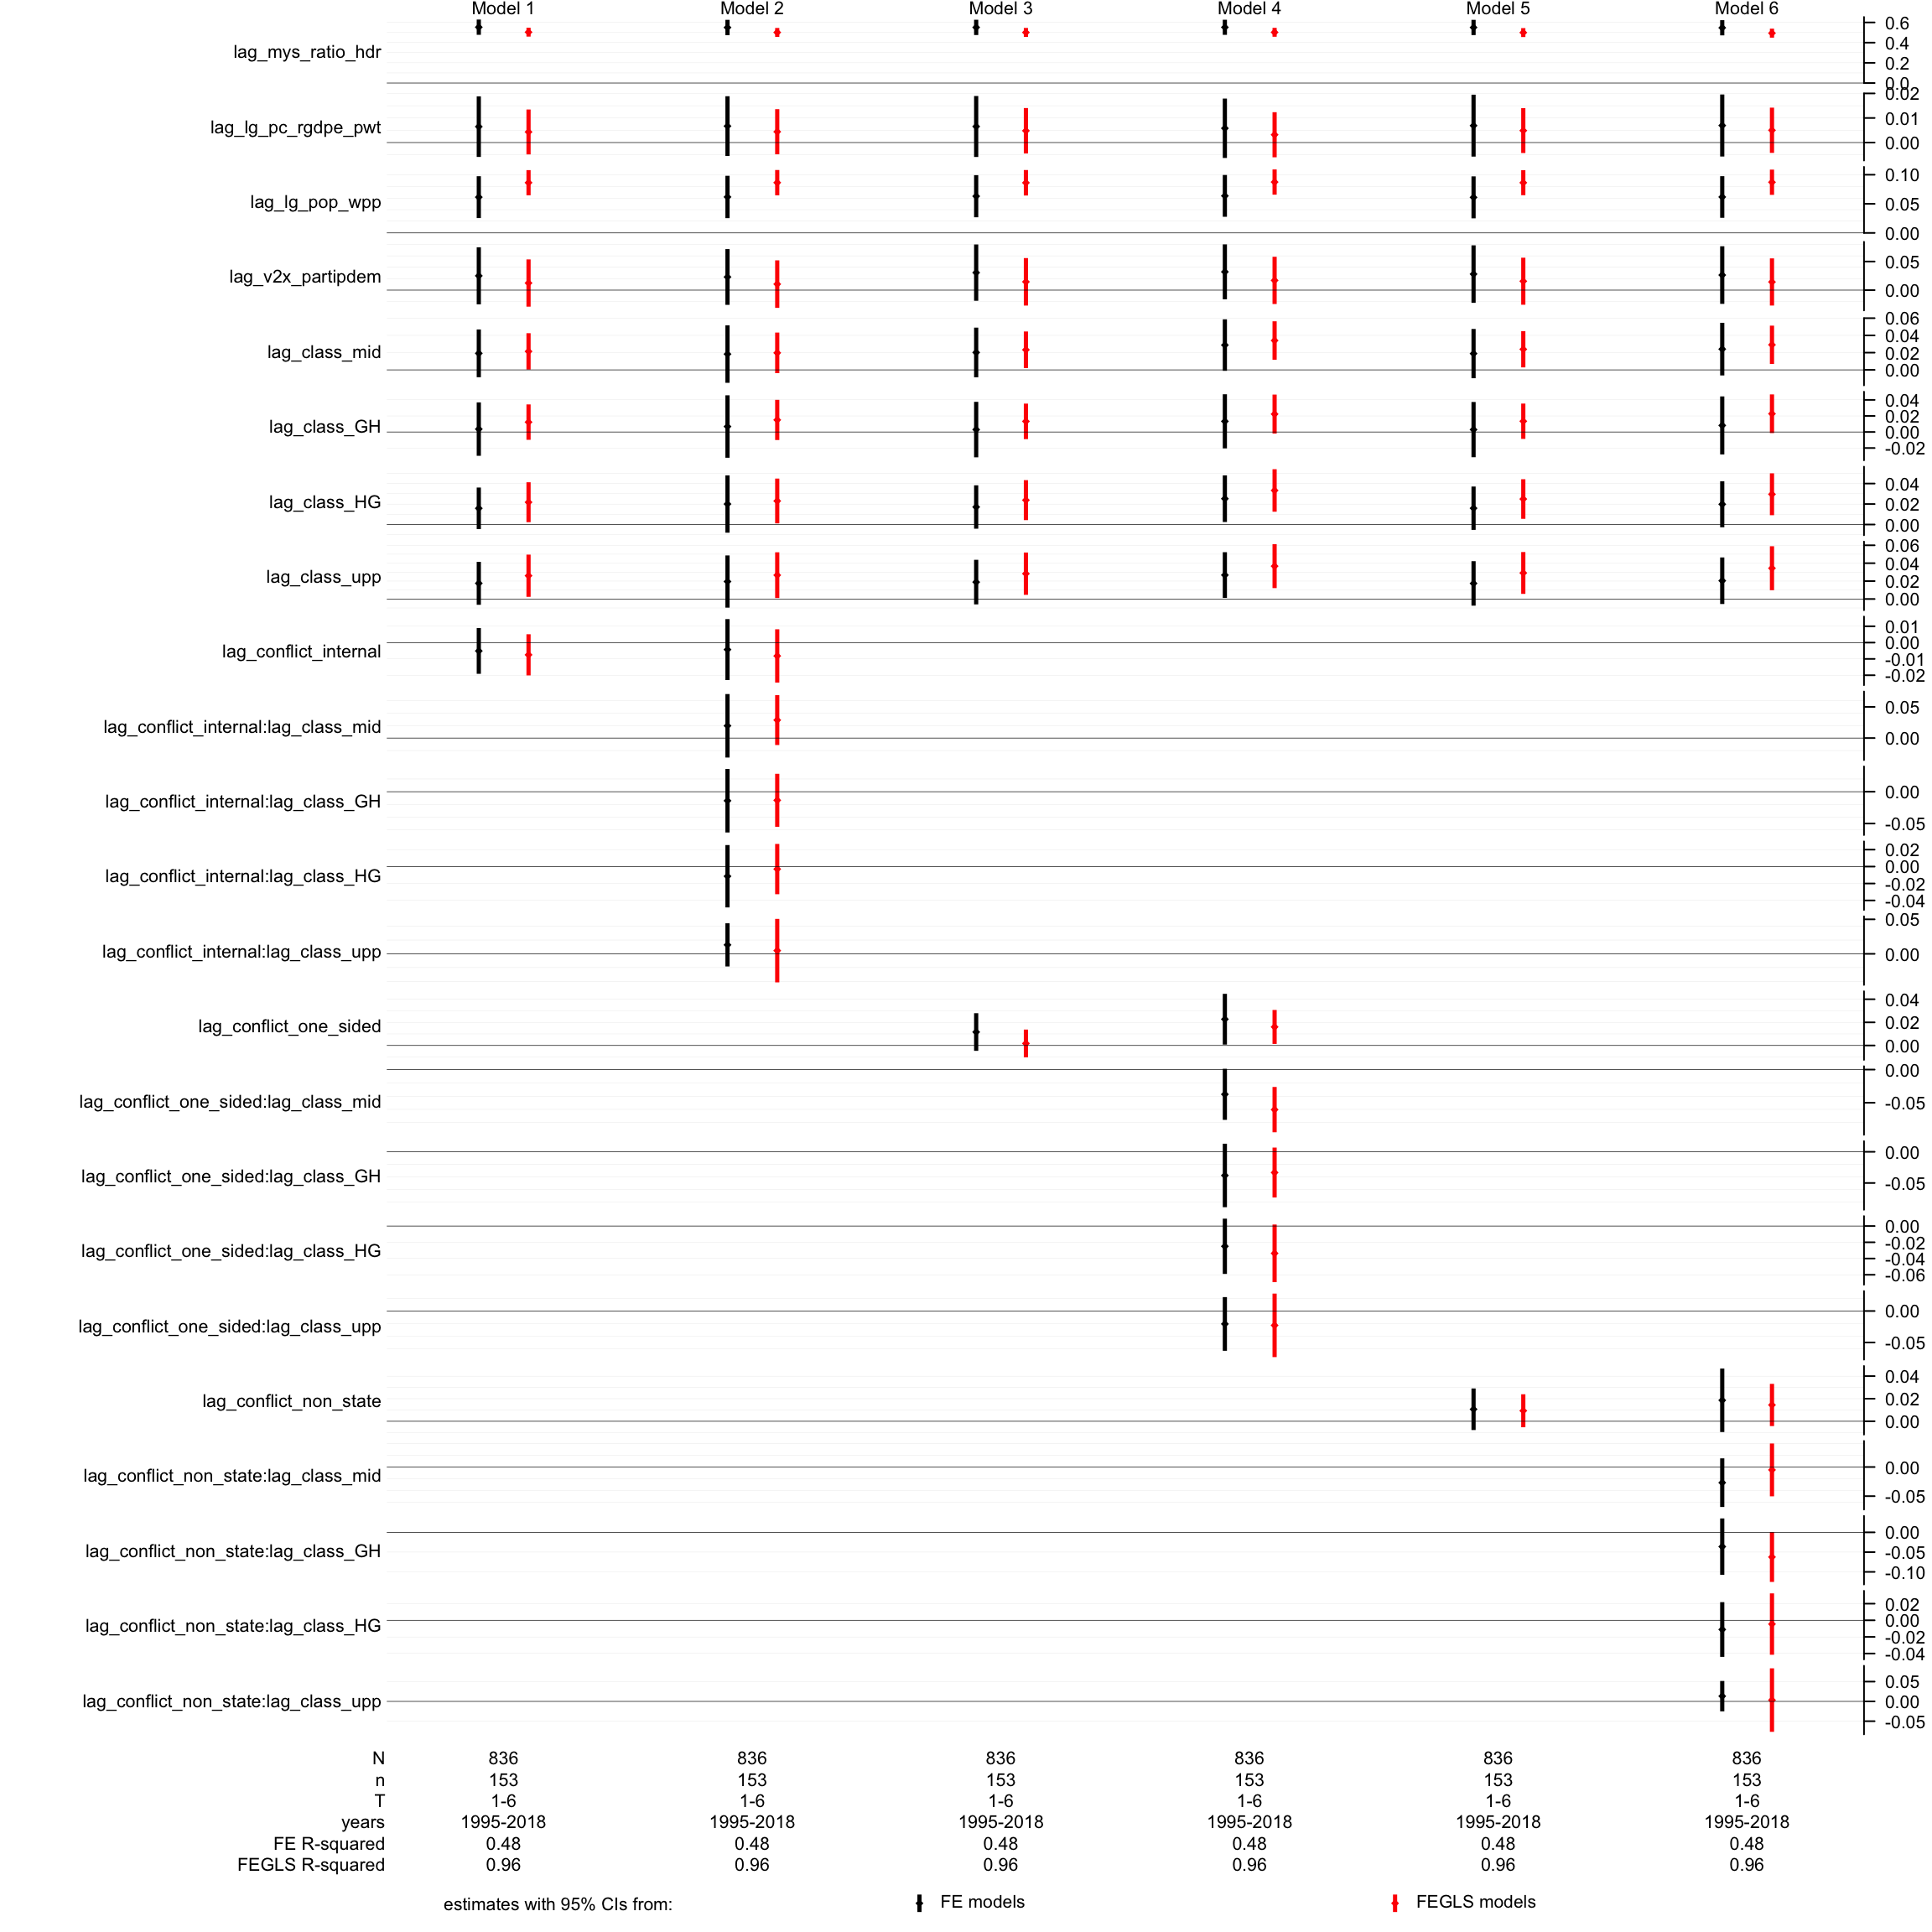 Model 1 Model 2 Model 3 Model 4 Model 5 Model 6
lag_mys_ratio_hdr 0.6 0.4 0.2 0.0
lag_lg_pc_rgdpe_pwt 0.02 0.01 0.00
lag_lg_pop_wpp 0.10 0.05 0.00
lag_v2x_partipdem 0.05 0.00
lag_class_mid 0.06 0.04 0.02 0.00
lag_class_GH 0.04 0.02 0.00 -0.02
lag_class_HG 0.04 0.02 0.00
lag_class_upp 0.06 0.04 0.02 0.00
lag_conflict_internal 0.01 0.00 -0.01 -0.02
lag_conflict_internal:lag_class_mid 0.05 0.00
lag_conflict_internal:lag_class_GH 0.00 -0.05
lag_conflict_internal:lag_class_HG 0.02 0.00 -0.02 -0.04
lag_conflict_internal:lag_class_upp 0.05 0.00
lag_conflict_one_sided 0.04 0.02 0.00
lag_conflict_one_sided:lag_class_mid 0.00 -0.05
lag_conflict_one_sided:lag_class_GH 0.00 -0.05
lag_conflict_one_sided:lag_class_HG 0.00 -0.02 -0.04 -0.06
lag_conflict_one_sided:lag_class_upp 0.00 -0.05
lag_conflict_non_state 0.04 0.02 0.00
lag_conflict_non_state:lag_class_mid 0.00 -0.05
lag_conflict_non_state:lag_class_GH 0.00 -0.05 -0.10
lag_conflict_non_state:lag_class_HG 0.02 0.00 -0.02 -0.04
lag_conflict_non_state:lag_class_upp 0.05 0.00 -0.05
N 836 836 836 836 836 836
n 153 153 153 153 153 153
T 1-6 1-6 1-6 1-6 1-6 1-6
years 1995-2018 1995-2018 1995-2018 1995-2018 1995-2018 1995-2018
FE R-squared 0.48 0.48 0.48 0.48 0.48 0.48
FEGLS R-squared 0.96 0.96 0.96 0.96 0.96 0.96
estimates with 95% CIs from: FE models FEGLS models